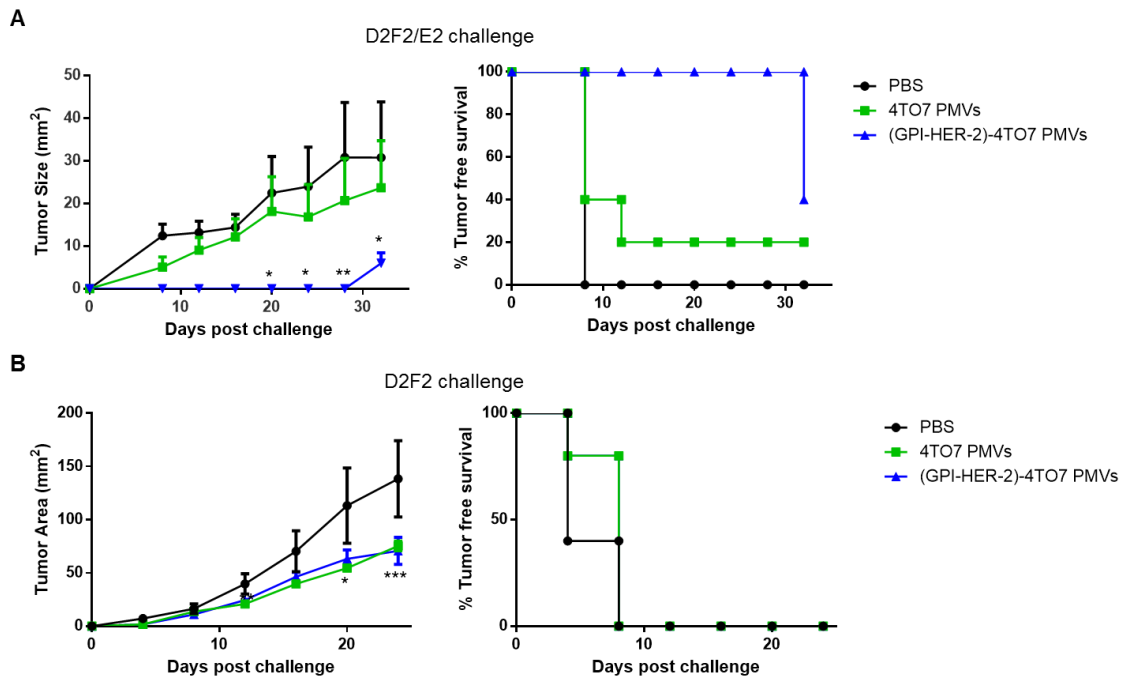 A
D2F2/E2 challenge
50
40
30
20
10
0
Tumor Size (mm²)
*
*
**
*
0
10
20
30
Days post challenge
100
80
60
40
20
0
% Tumor free survival
0
10
20
30
Days post challenge
PBS
4TO7 PMVs
(GPI-HER-2)-4TO7 PMVs
B
D2F2 challenge
200
150
100
50
0
Tumor Area (mm²)
**
*
***
0
20
Days post challenge
100
50
0
% Tumor free survival
0
10
20
Days post challenge
PBS
4TO7 PMVs
(GPI-HER-2)-4TO7 PMVs